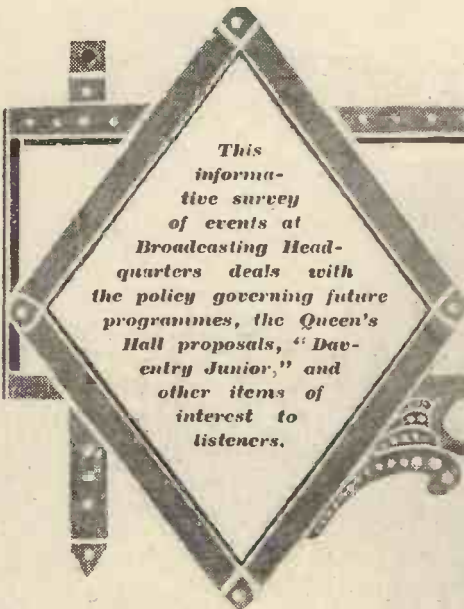 This
informa-
tive survey
of events at
Broadcasting Head-
quarters deals with
the policy governing future
programmes, the Queen's
Hall proposals, "Dav-
entry Junior," and
other items of
interest to
listeners.